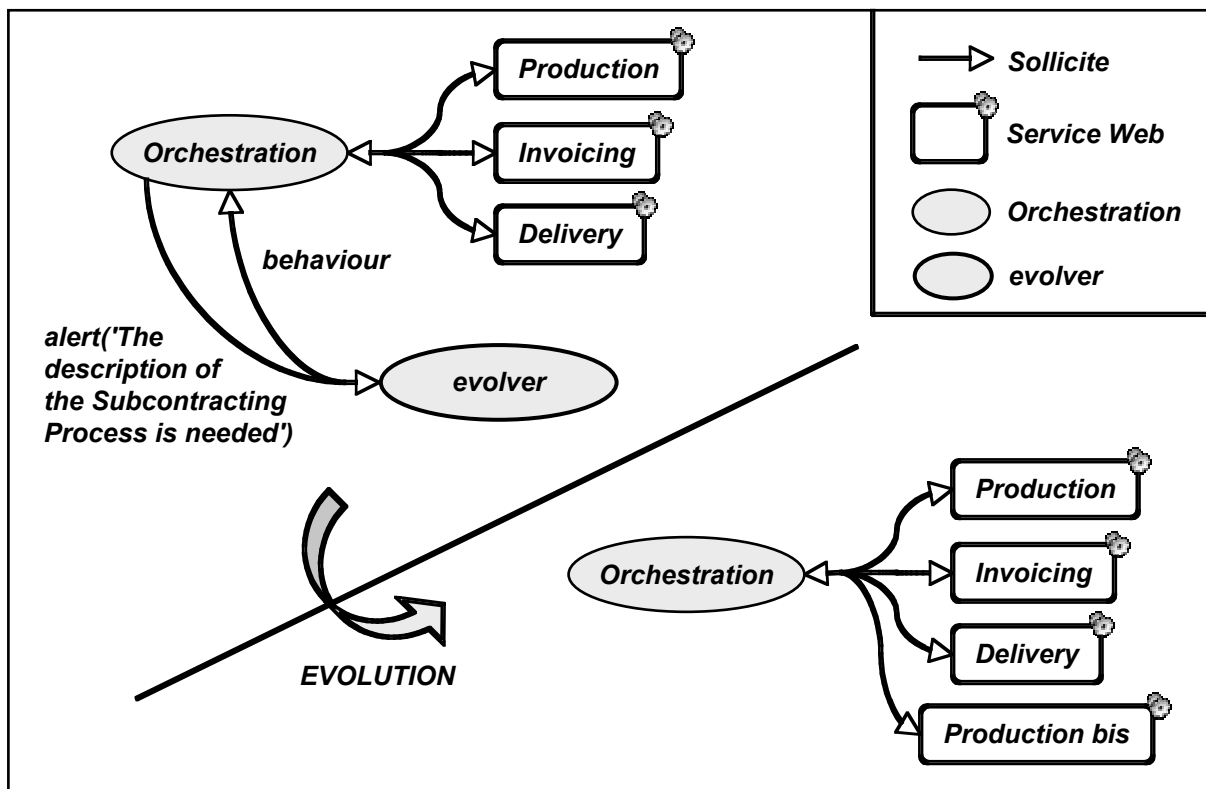 Production
Orchestration
Invoicing
Delivery
behaviour
alert('The
description of
the Subcontracting
Process is needed')
evolver
EVOLUTION
Sollicite
Service Web
Orchestration
evolver
Production
Orchestration
Invoicing
Delivery
Production bis